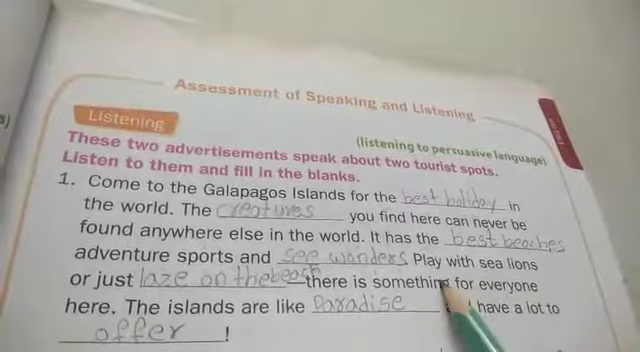 Assessment of Speaking and Listening
Listening
(listening to persuasive language)
These two advertisements speak about two tourist spots.
Listen to them and fill in the blanks.
1. Come to the Galapagos Islands for the best holiday in
the world. The creatures you find here can never be
found anywhere else in the world. It has the best beaches
adventure sports and see wonders Play with sea lions
or just laze on the beach there is something for everyone
here. The islands are like Paradise have a lot to
offer !